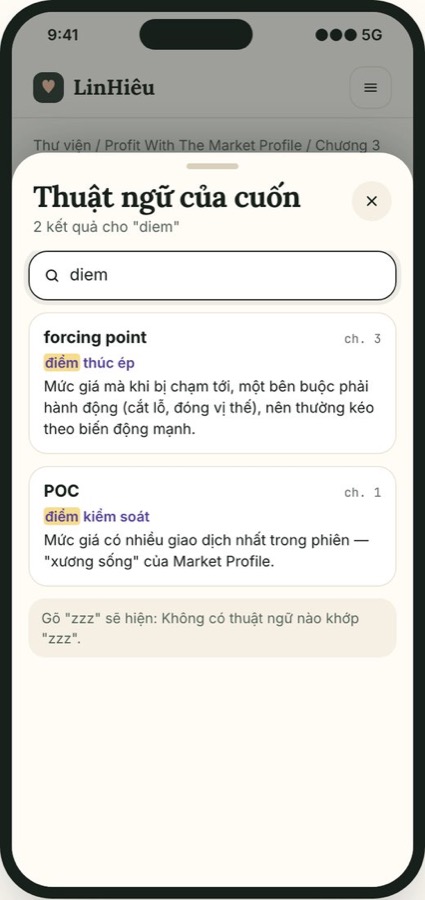 9:41
5G
LinHiêu
Thư viện / Profit With The Market Profile / Chương 3
Thuật ngữ của cuốn
2 kết quả cho "diem"
diem
forcing point
ch. 3
điểm thúc ép
Mức giá mà khi bị chạm tới, một bên buộc phải
hành động (cắt lỗ, đóng vị thế), nên thường kéo
theo biến động mạnh.
POC
ch. 1
điểm kiểm soát
Mức giá có nhiều giao dịch nhất trong phiên —
"xương sống" của Market Profile.
Gõ "zzz" sẽ hiện: Không có thuật ngữ nào khớp
"zzz".